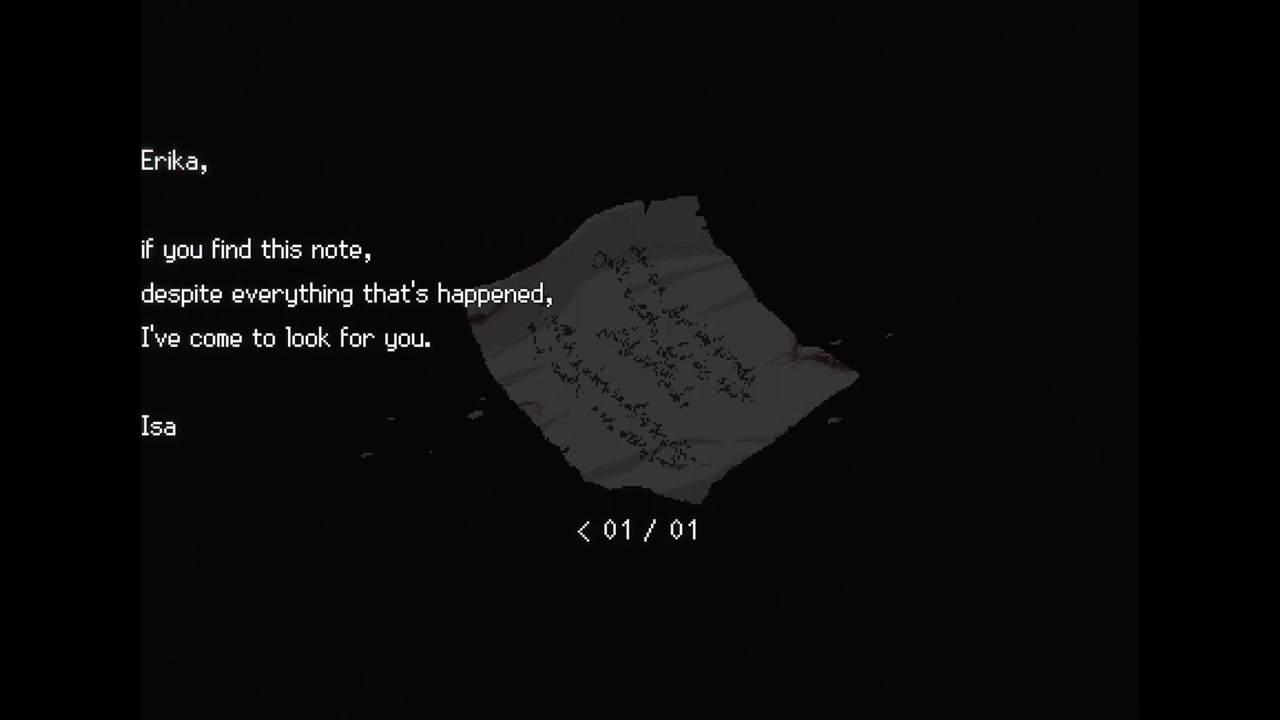 Erika,
if you find this note,
despite everything that's happened,
I've come to look for you.
Isa
< 01 / 01